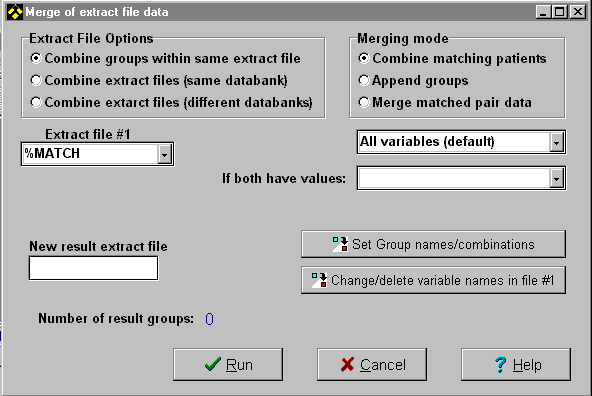 Merge of extract file data
Extract File Options
Combine groups within same extract file
Combine extract files (same databank)
Combine extarct files (different databanks)
Merging mode
Combine matching patients
Append groups
Merge matched pair data
Extract file #1
%MATCH
All variables (default)
If both have values:
New result extract file
Set Group names/combinations
Change/delete variable names in file #1
Number of result groups: 0
Run
Cancel
? Help